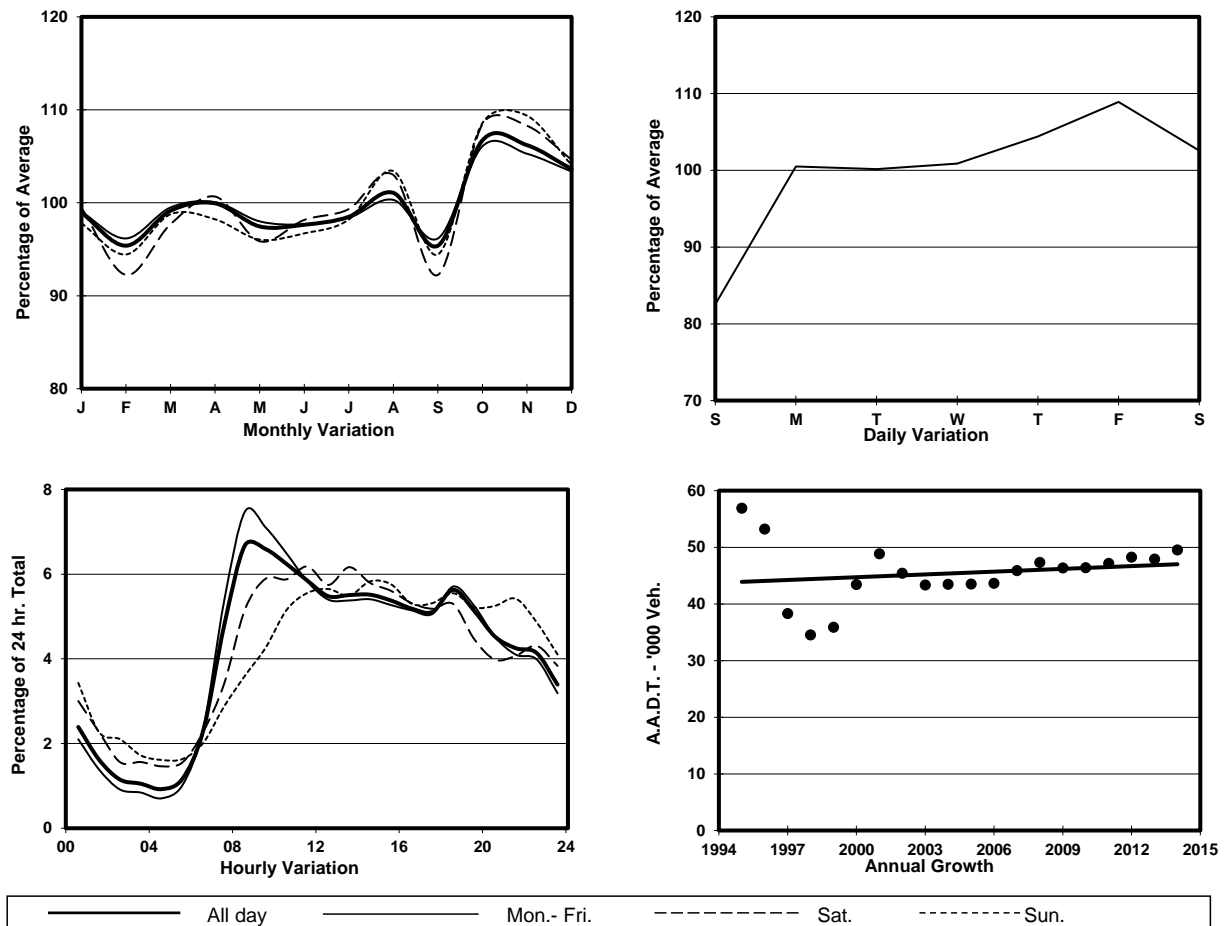 120
110
100
90
80
Percentage of Average
J F M A M J J A S O N D
Monthly Variation
120
110
100
90
80
70
Percentage of Average
S M T W T F S
Daily Variation
8
6
4
2
0
Percentage of 24 hr. Total
00 04 08 12 16 20 24
Hourly Variation
60
50
40
30
20
10
0
A.A.D.T. - '000 Veh.
1994 1997 2000 2003 2006 2009 2012 2015
Annual Growth
All day Mon.- Fri. Sat. Sun.